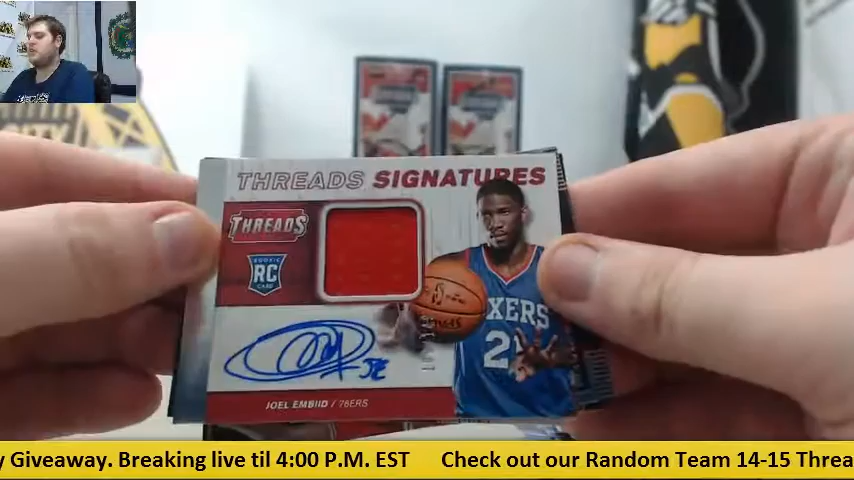 THREADS SIGNATURES
THREADS
ROOKIE
RC
CARD
XERS
21
JOEL EMBIID / 76ERS
y Giveaway. Breaking live til 4:00 P.M. EST Check out our Random Team 14-15 Threa